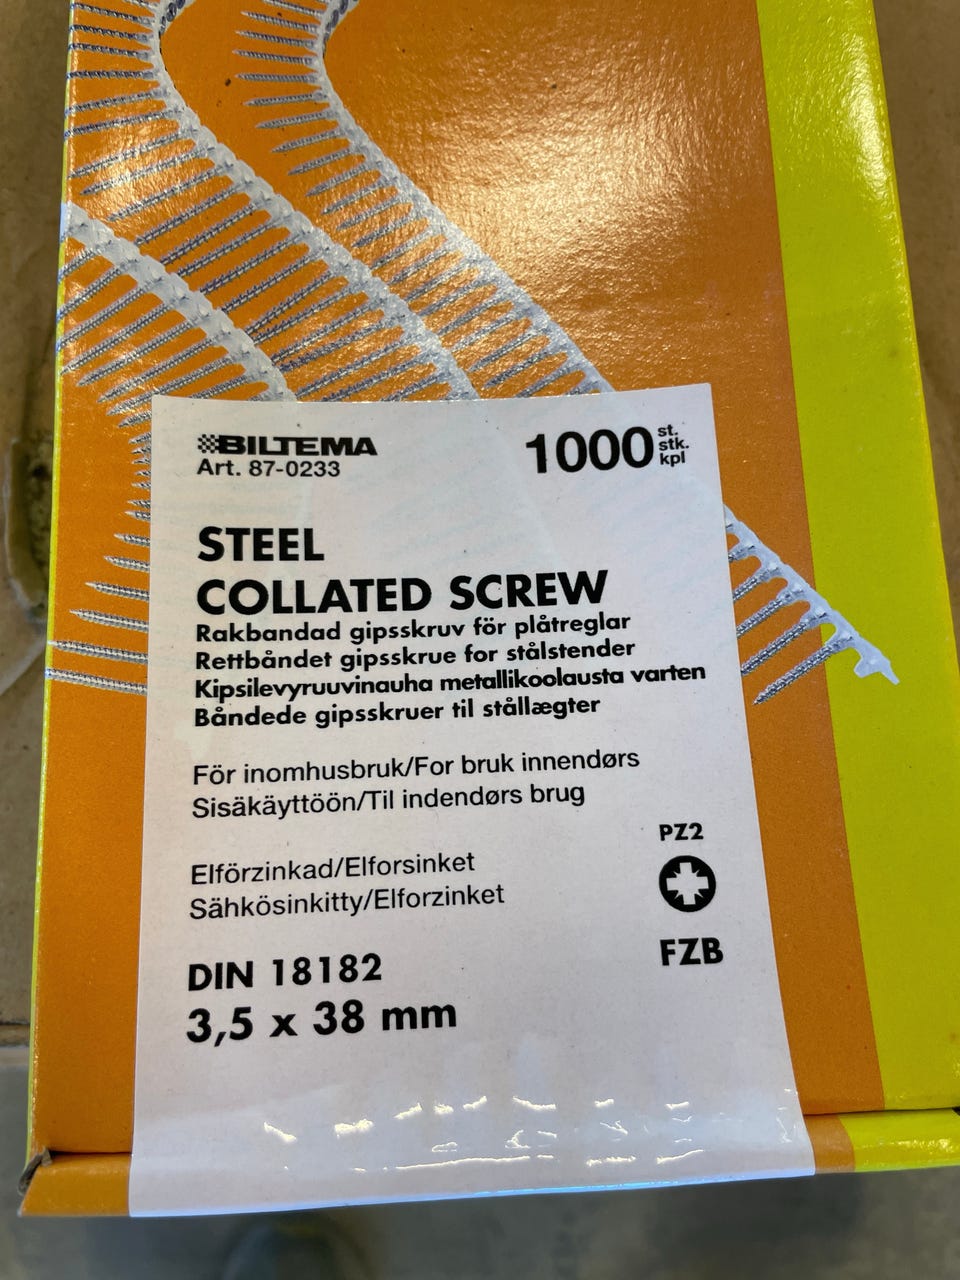 BILTEMA
Art. 87-0233
1000 st. stk. kpl
STEEL
COLLATED SCREW
Rakbandad gipsskruv för plåtreglar
Rettbåndet gipsskrue for stålstender
Kipsilevyruuvinauha metallikoolausta varten
Båndede gipsskruer til stållægter
För inomhusbruk/For bruk innendørs
Sisäkäyttöön/Til indendørs brug
PZ2
Elförzinkad/Elforsinket
Sähkösinkitty/Elforzinket
FZB
DIN 18182
3,5 x 38 mm